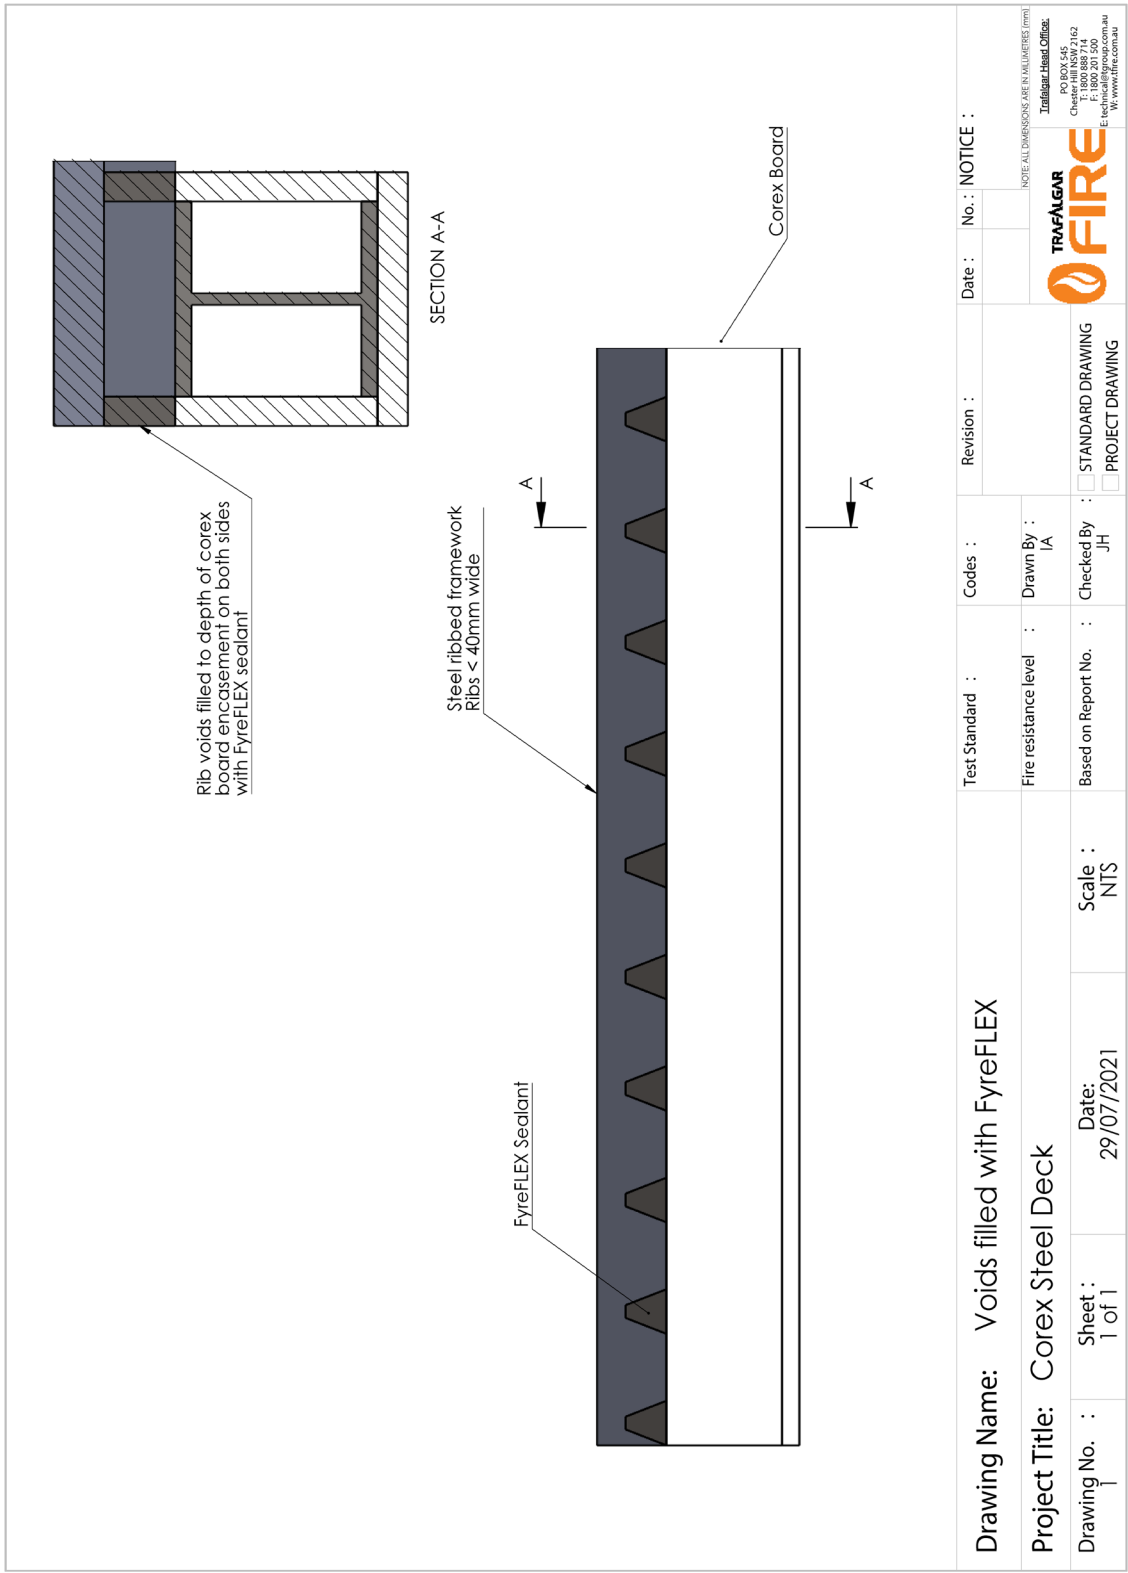 Rib voids filled to depth of corex
board encasement on both sides
with FyreFLEX sealant
SECTION A-A
Steel ribbed framework
Ribs < 40mm wide
FyreFLEX Sealant
A
A
Corex Board
Drawing Name: Voids filled with FyreFLEX
Project Title: Corex Steel Deck
Drawing No. :
1
Sheet :
1 of 1
Date:
29/07/2021
Scale :
NTS
Test Standard :
Fire resistance level :
Based on Report No. :
Codes :
Drawn By :
IA
Checked By :
JH
Revision :
Date :
No. :
NOTICE :
NOTE: ALL DIMENSIONS ARE IN MILLIMETRES (mm)
STANDARD DRAWING
PROJECT DRAWING
TRAFALGAR
FIRE
Trafalgar Head Office:
PO BOX 545
Chester Hill NSW 2162
T: 1800 888 714
F: 1800 201 500
E: technical@tgroup.com.au
W: www.tfire.com.au